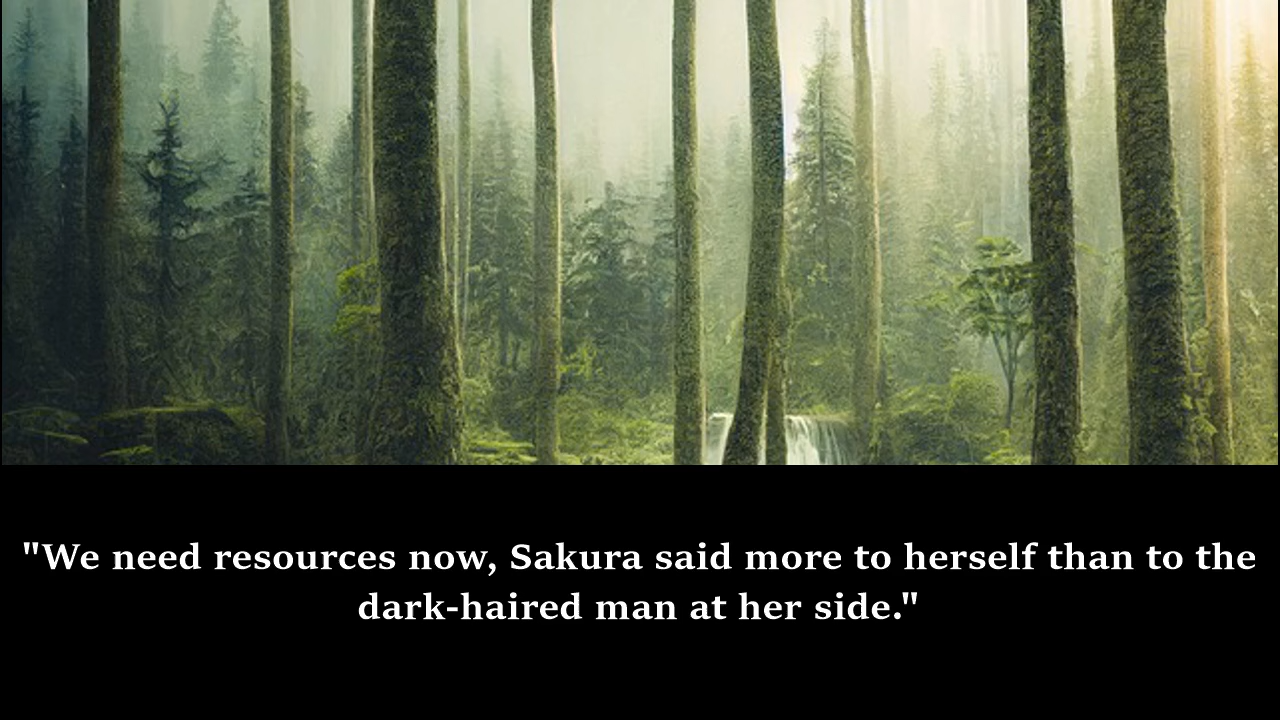 "We need resources now, Sakura said more to herself than to the
dark-haired man at her side."